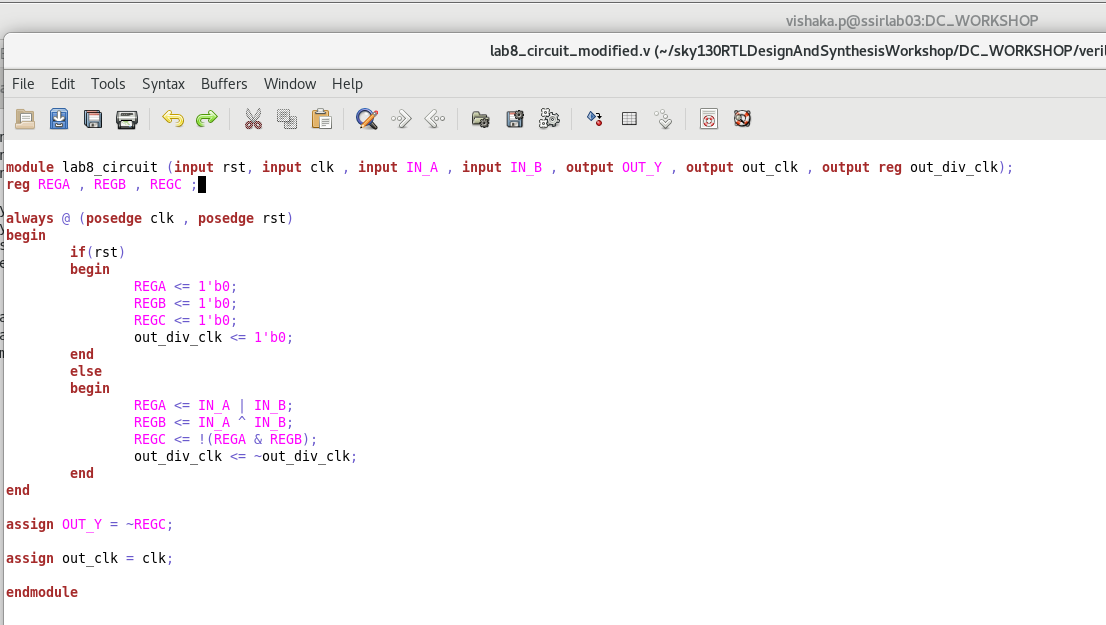 vishaka.p@ssirlab03:DC_WORKSHOP
lab8_circuit_modified.v (~/sky130RTLDesignAndSynthesisWorkshop/DC_WORKSHOP/veril
File Edit Tools Syntax Buffers Window Help
module lab8_circuit (input rst, input clk , input IN_A , input IN_B , output OUT_Y , output out_clk , output reg out_div_clk);
reg REGA , REGB , REGC ;
always @ (posedge clk , posedge rst)
begin
if(rst)
begin
REGA <= 1'b0;
REGB <= 1'b0;
REGC <= 1'b0;
out_div_clk <= 1'b0;
end
else
begin
REGA <= IN_A | IN_B;
REGB <= IN_A ^ IN_B;
REGC <= !(REGA & REGB);
out_div_clk <= ~out_div_clk;
end
end
assign OUT_Y = ~REGC;
assign out_clk = clk;
endmodule